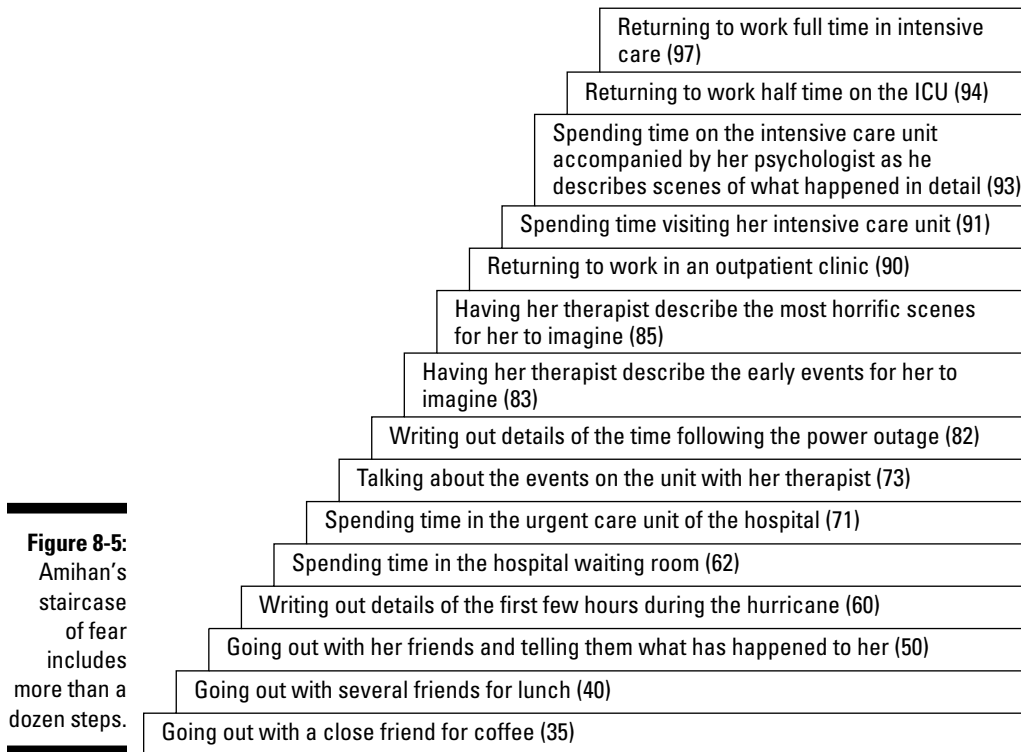 Returning to work full time in intensive
care (97)
Returning to work half time on the ICU (94)
Spending time on the intensive care unit
accompanied by her psychologist as he
describes scenes of what happened in detail (93)
Spending time visiting her intensive care unit (91)
Returning to work in an outpatient clinic (90)
Having her therapist describe the most horrific scenes
for her to imagine (85)
Having her therapist describe the early events for her to
imagine (83)
Writing out details of the time following the power outage (82)
Talking about the events on the unit with her therapist (73)
Spending time in the urgent care unit of the hospital (71)
Spending time in the hospital waiting room (62)
Writing out details of the first few hours during the hurricane (60)
Going out with her friends and telling them what has happened to her (50)
Going out with several friends for lunch (40)
Going out with a close friend for coffee (35)
Figure 8-5:
Amihan's
staircase
of fear
includes
more than a
dozen steps.